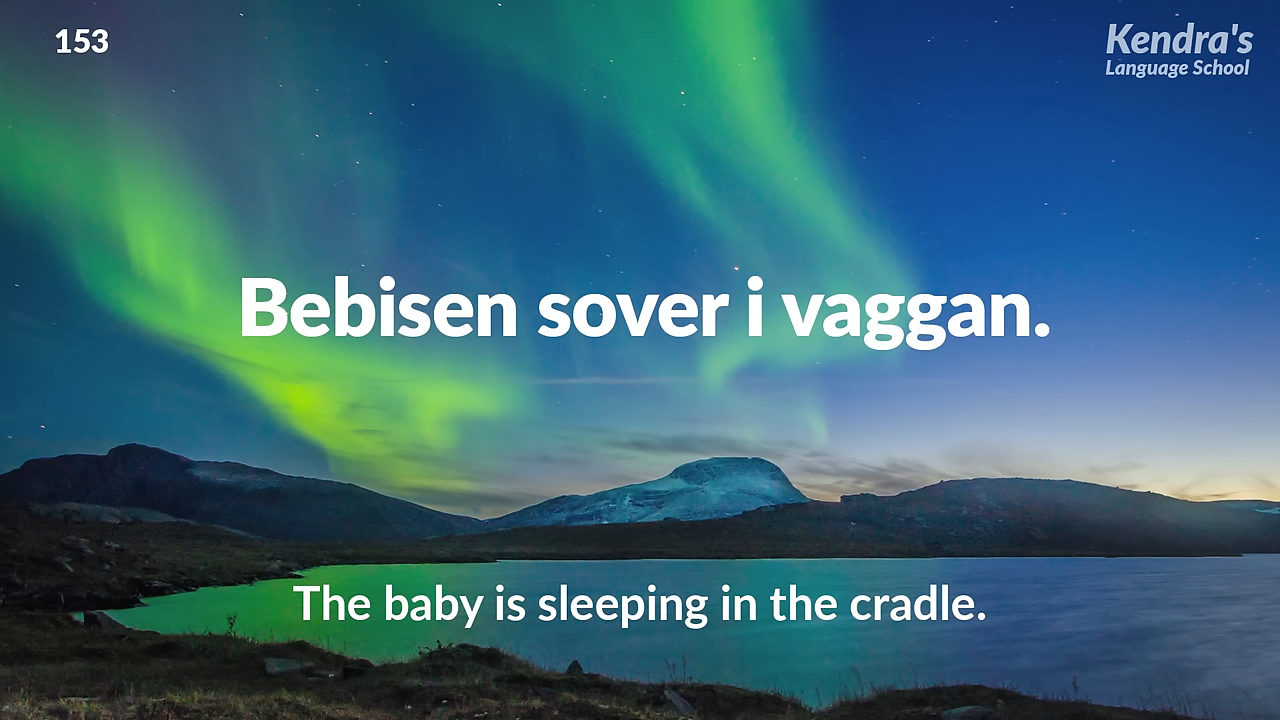 153
Kendra's
Language School
Bebisen sover i vaggan.
The baby is sleeping in the cradle.